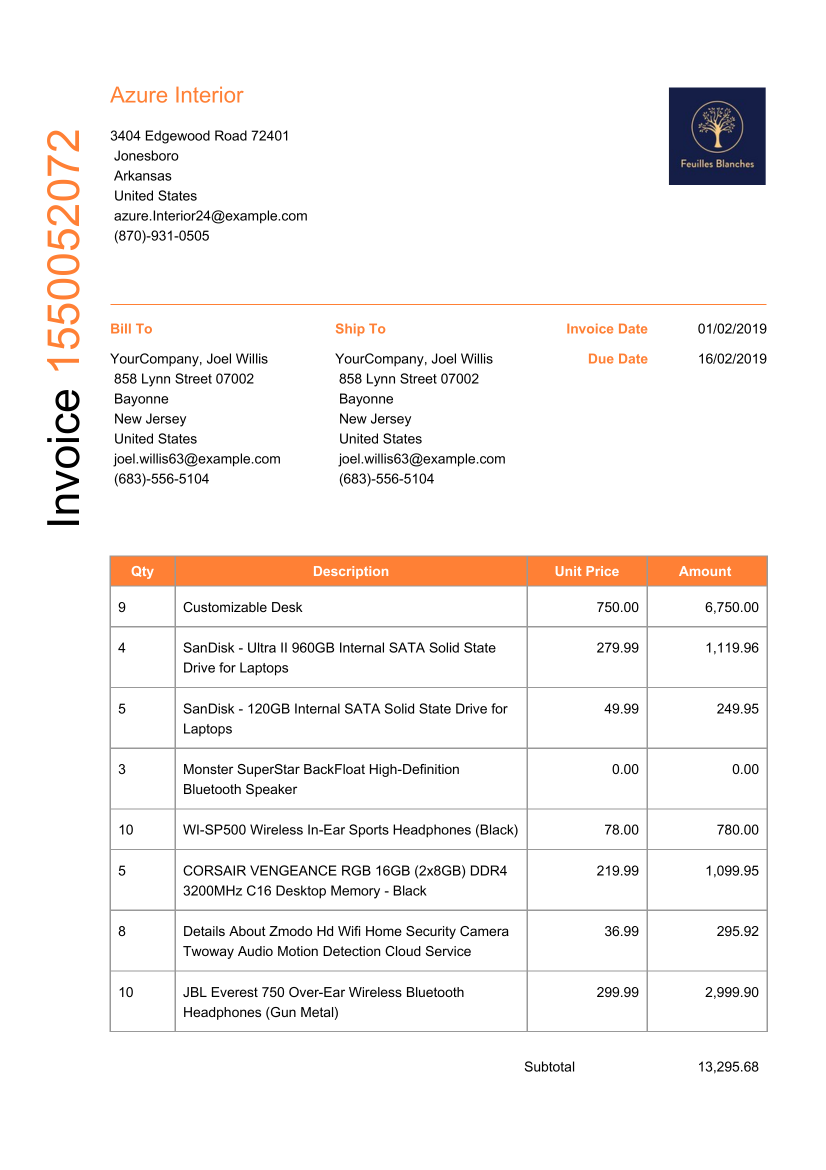 Invoice 1550052072
Azure Interior
3404 Edgewood Road 72401
Jonesboro
Arkansas
United States
azure.Interior24@example.com
(870)-931-0505
Feuilles Blanches
Bill To
YourCompany, Joel Willis
858 Lynn Street 07002
Bayonne
New Jersey
United States
joel.willis63@example.com
(683)-556-5104
Ship To
YourCompany, Joel Willis
858 Lynn Street 07002
Bayonne
New Jersey
United States
joel.willis63@example.com
(683)-556-5104
Invoice Date 01/02/2019
Due Date 16/02/2019
Qty Description Unit Price Amount
9 Customizable Desk 750.00 6,750.00
4 SanDisk - Ultra II 960GB Internal SATA Solid State 279.99 1,119.96
Drive for Laptops
5 SanDisk - 120GB Internal SATA Solid State Drive for 49.99 249.95
Laptops
3 Monster SuperStar BackFloat High-Definition 0.00 0.00
Bluetooth Speaker
10 WI-SP500 Wireless In-Ear Sports Headphones (Black) 78.00 780.00
5 CORSAIR VENGEANCE RGB 16GB (2x8GB) DDR4 219.99 1,099.95
3200MHz C16 Desktop Memory - Black
8 Details About Zmodo Hd Wifi Home Security Camera 36.99 295.92
Twoway Audio Motion Detection Cloud Service
10 JBL Everest 750 Over-Ear Wireless Bluetooth 299.99 2,999.90
Headphones (Gun Metal)
Subtotal 13,295.68